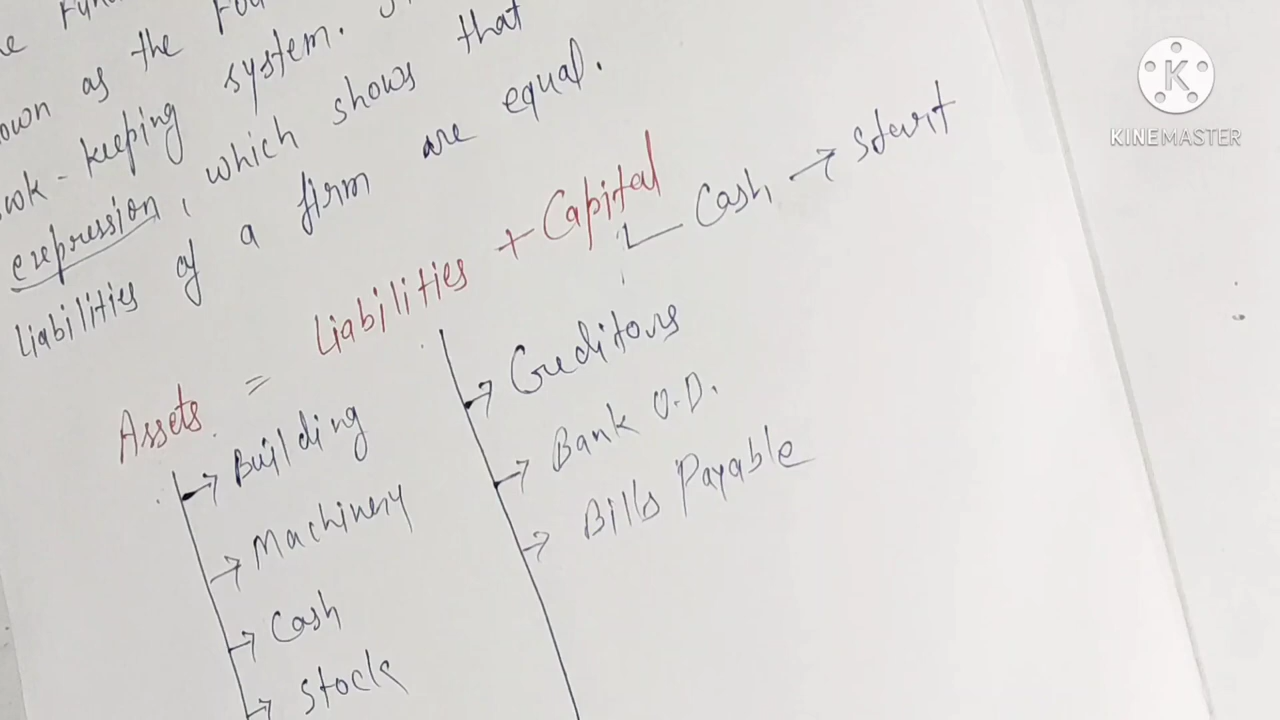 as the
book-keeping system.
expression, which shows that
liabilities of a firm are equal.
Assets = Liabilities + Capital
Cash, → Start
Building
Machinery
Cash
Stock
Creditors
Bank O.D.
Bills Payable
K
KINEMASTER